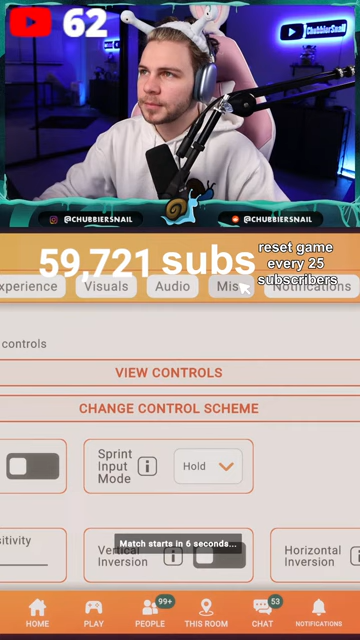 62
ChubbierSnail
@CHUBBIERSNAIL
@CHUBBIERSNAIL
59,721 subs
reset game
every 25
subscribers
xperience
Visuals
Audio
Mis
Notifications
controls
VIEW CONTROLS
CHANGE CONTROL SCHEME
Sprint
Input
Mode
i
Hold
Match starts in 6 seconds...
sitivity
Vertical
Inversion
i
Horizontal
Inversion
HOME
PLAY
99+
PEOPLE
THIS ROOM
53
CHAT
NOTIFICATIONS